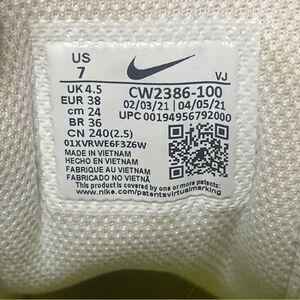 US
7
VJ
UK 4.5
EUR 38
cm 24
BR 36
CN 240(2.5)
CW2386-100
02/03/21 | 04/05/21
UPC 00194956792000
01XVRWE6F3Z6W
MADE IN VIETNAM
HECHO EN VIETNAM
FABRIQUE AU VIETNAM
FABRICADO NO VIETNÃ
This product is covered by one or more patents:
www.nike.com/patentsvirtualmarking